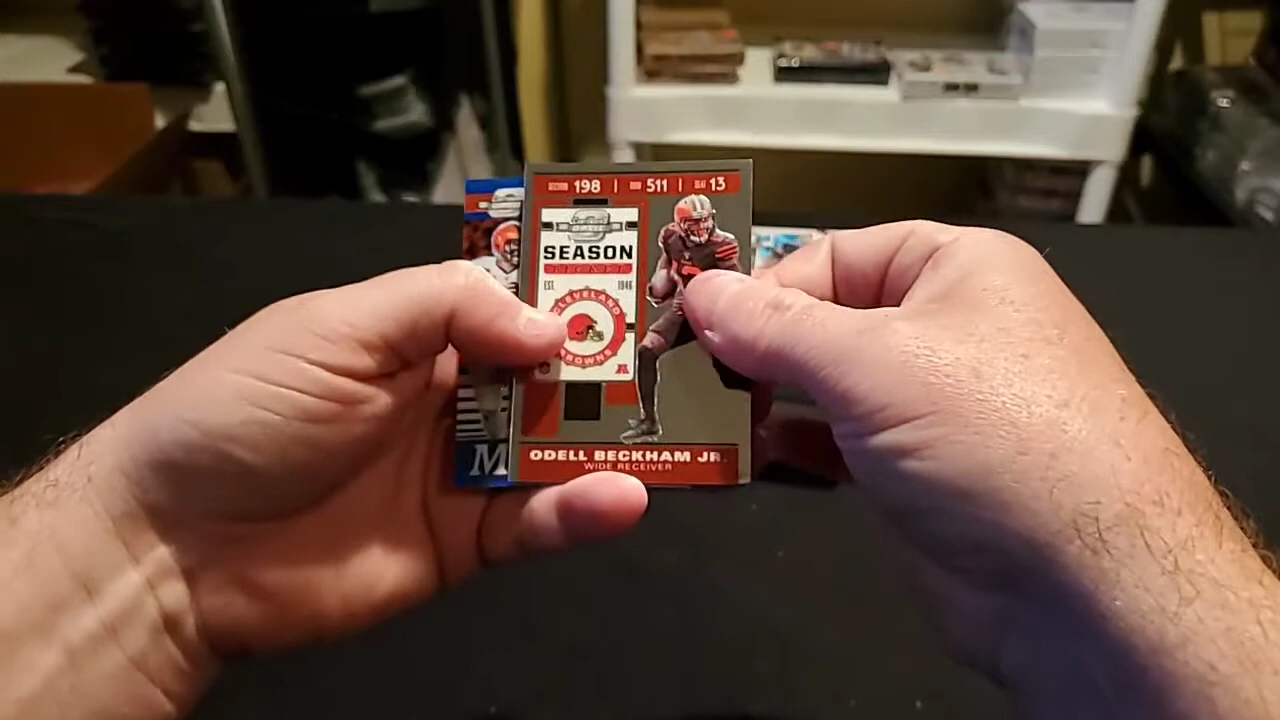 198 | 511 | 13
SEASON
EST. 1946
CLEVELAND
BROWNS
M
ODELL BECKHAM JR.
WIDE RECEIVER